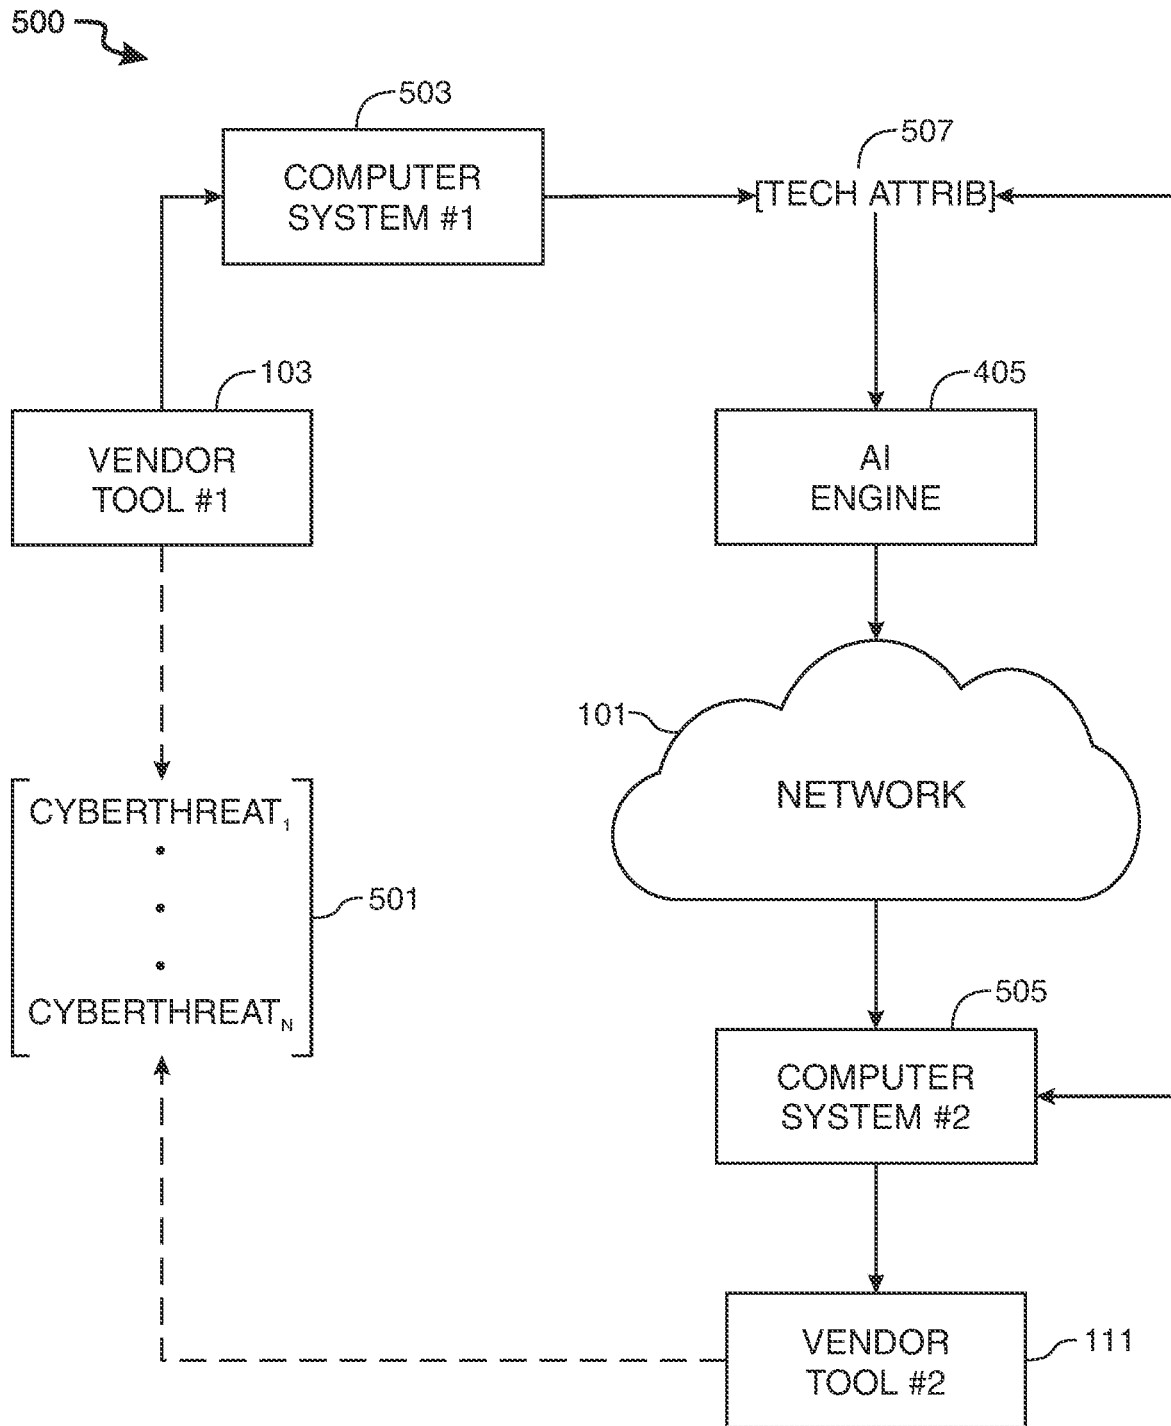 500
503
COMPUTER
SYSTEM #1
507
[TECH ATTRIB]
103
VENDOR
TOOL #1
405
AI
ENGINE
101
NETWORK
CYBERTHREAT₁
501
CYBERTHREATN
505
COMPUTER
SYSTEM #2
VENDOR
TOOL #2
111